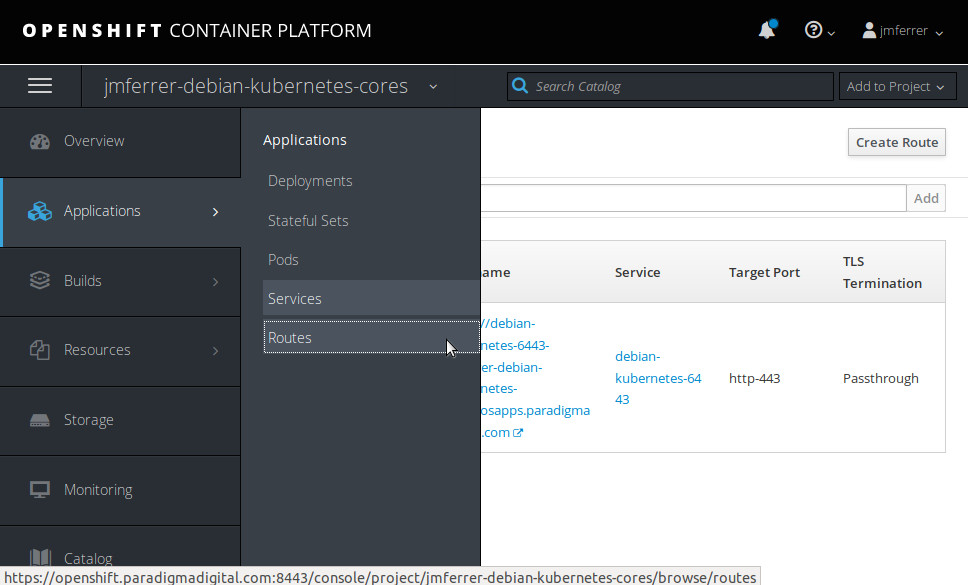 OPENSHIFT CONTAINER PLATFORM
jmferrer
jmferrer-debian-kubernetes-cores
Search Catalog
Add to Project
Overview
Applications
Builds
Resources
Storage
Monitoring
Catalog
Applications
Deployments
Stateful Sets
Pods
Services
Routes
Create Route
Add
ame
Service
Target Port
TLS
Termination
//debian-
netes-6443-
er-debian-
netes-
osapps.paradigma
.com
debian-
kubernetes-64
43
http-443
Passthrough
https://openshift.paradigmadigital.com:8443/console/project/jmferrer-debian-kubernetes-cores/browse/routes